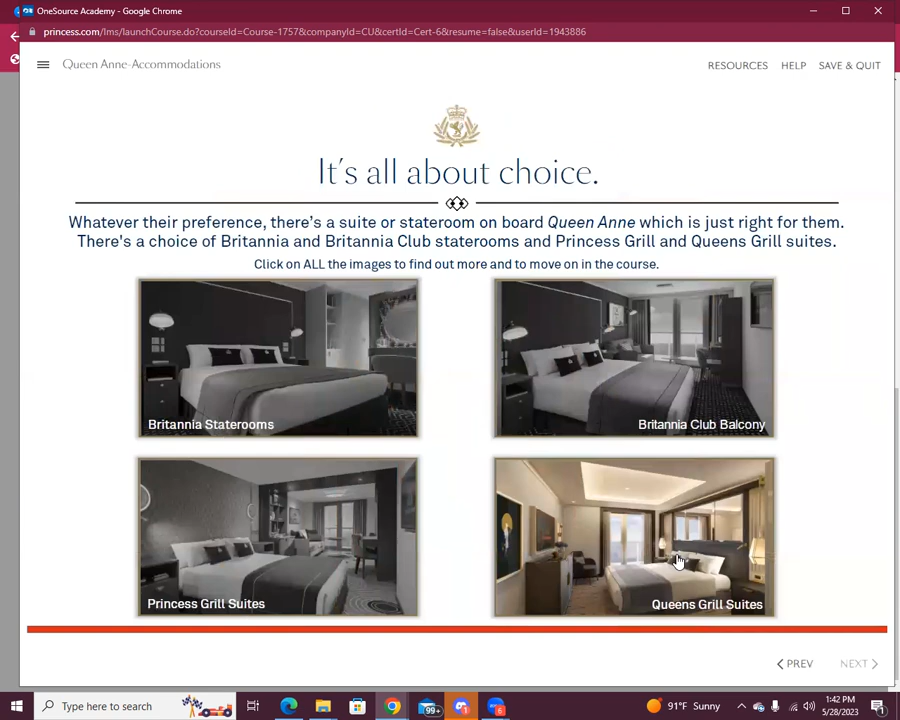 OneSource Academy - Google Chrome
princess.com/lms/launchCourse.do?courseId=Course-1757&companyId=CU&certId=Cert-6&resume=false&userId=1943886
Queen Anne-Accommodations
RESOURCES HELP SAVE & QUIT
It's all about choice.
Whatever their preference, there's a suite or stateroom on board Queen Anne which is just right for them.
There's a choice of Britannia and Britannia Club staterooms and Princess Grill and Queens Grill suites.
Click on ALL the images to find out more and to move on in the course.
Britannia Staterooms
Britannia Club Balcony
Princess Grill Suites
Queens Grill Suites
PREV NEXT
Type here to search
99+
1
6
91°F Sunny
1:42 PM
5/28/2023
1